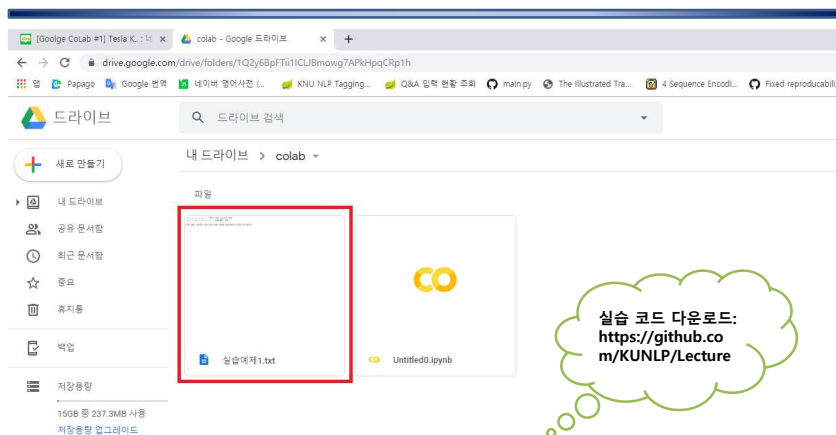 [Goolge CoLab #1] Tesla K.. : 네
colab - Google 드라이브
drive.google.com/drive/folders/1Q2y6BpFTii1ICLJBmowg7APkHpqCRp1h
앱
Papago
Google 번역
네이버 영어사전 (...
KNU NLP Tagging...
Q&A 입력 현황 조회
main.py
The Illustrated Tra...
4 Sequence Encodi...
Fixed reproducabili
드라이브
드라이브 검색
새로 만들기
내 드라이브 > colab
내 드라이브
공유 문서함
최근 문서함
중요
휴지통
백업
저장용량
15GB 중 237.3MB 사용
저장용량 업그레이드
파일
실습예제1.txt
Untitled0.ipynb
실습 코드 다운로드:
https://github.co
m/KUNLP/Lecture